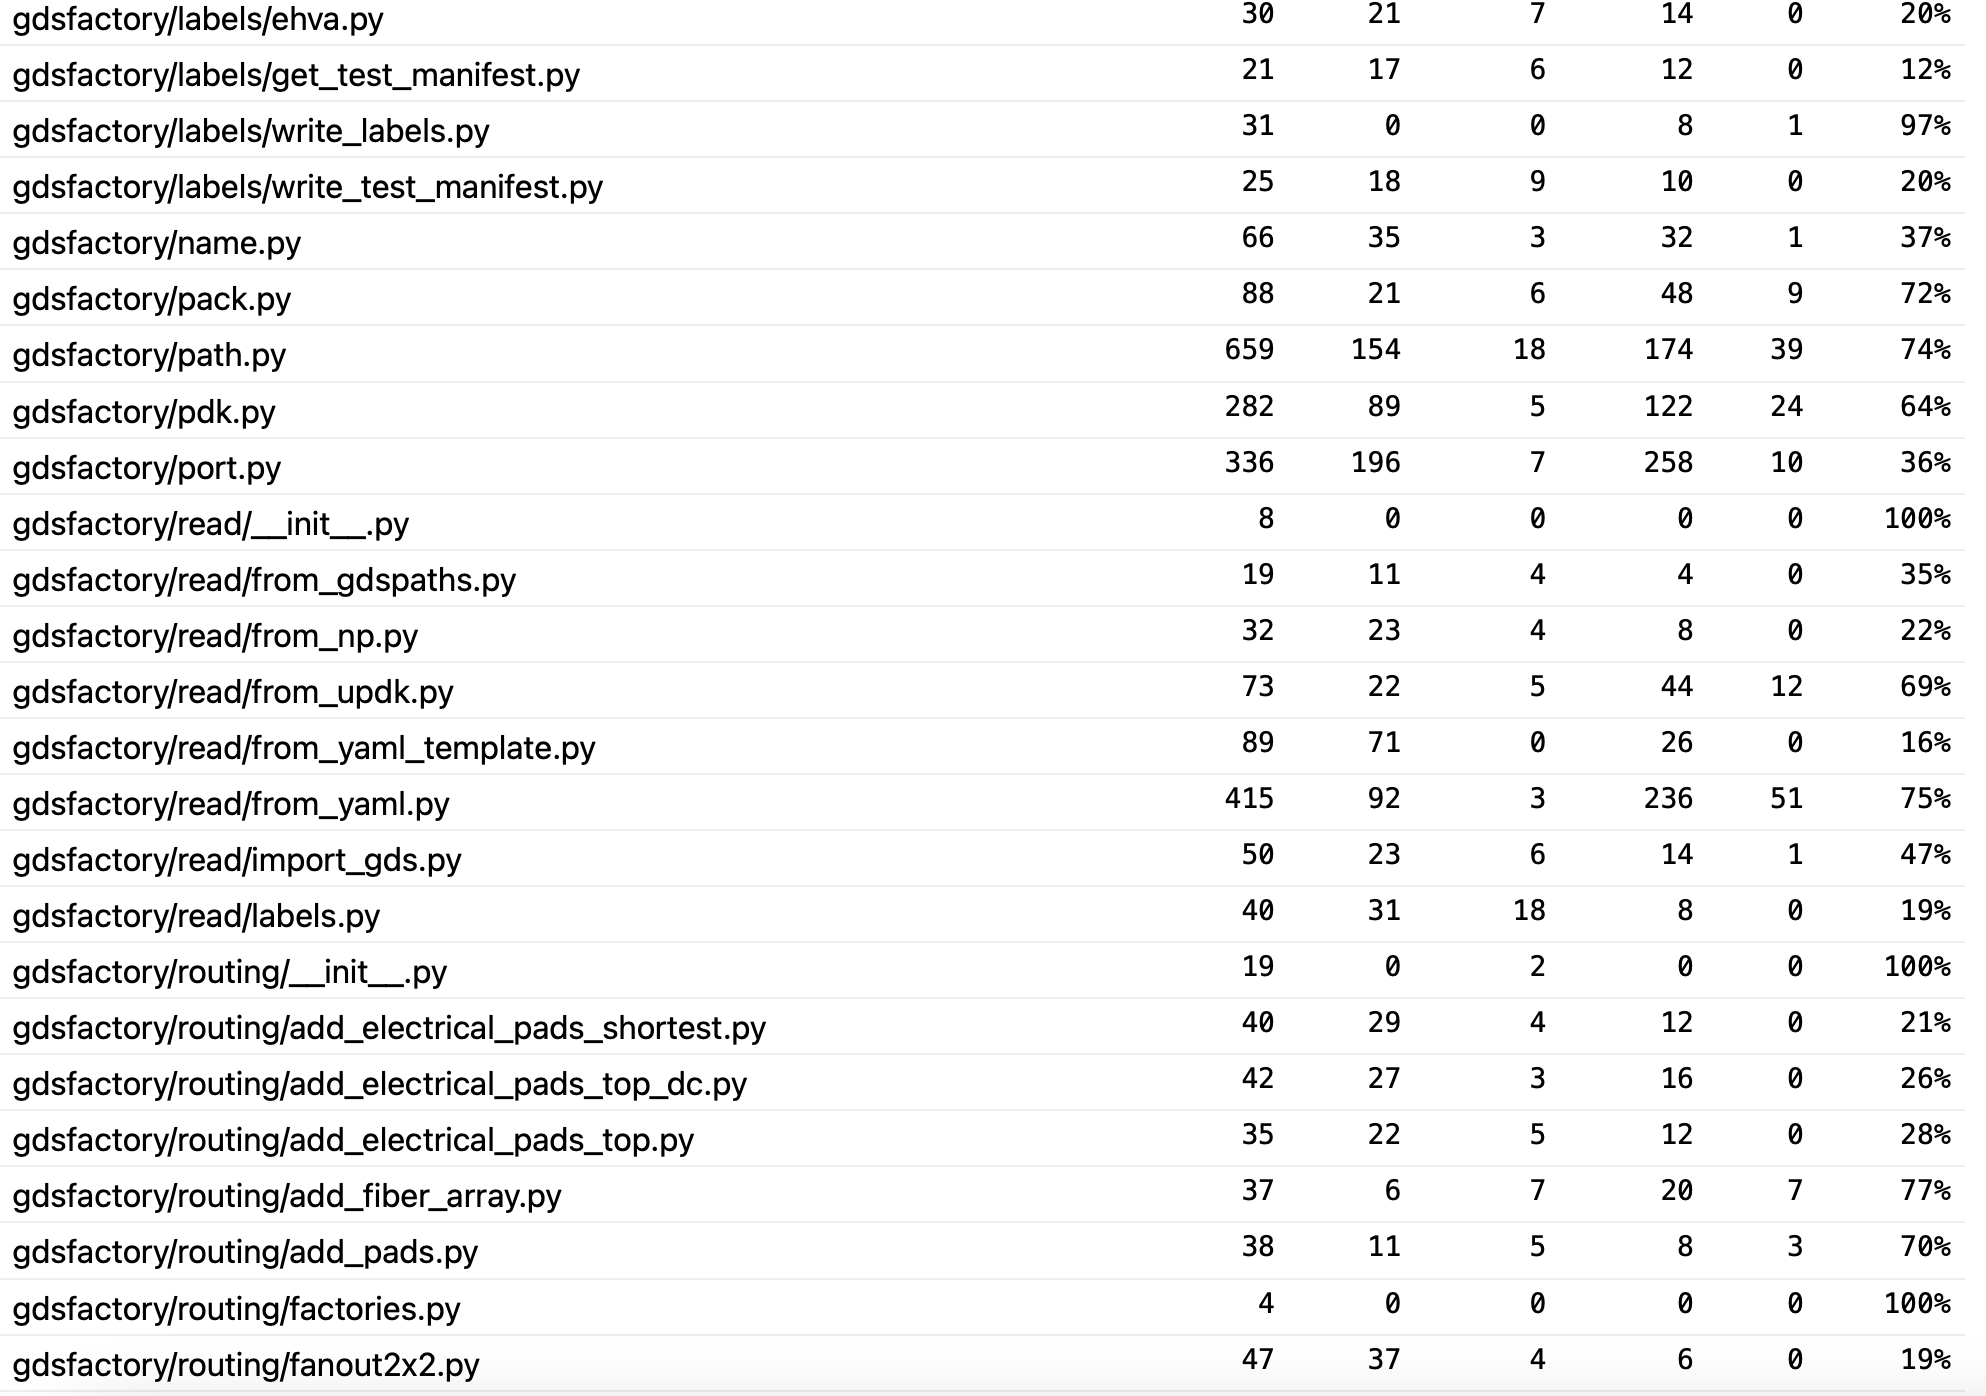 gdsfactory/labels/ehva.py 30 21 7 14 0 20%
gdsfactory/labels/get_test_manifest.py 21 17 6 12 0 12%
gdsfactory/labels/write_labels.py 31 0 0 8 1 97%
gdsfactory/labels/write_test_manifest.py 25 18 9 10 0 20%
gdsfactory/name.py 66 35 3 32 1 37%
gdsfactory/pack.py 88 21 6 48 9 72%
gdsfactory/path.py 659 154 18 174 39 74%
gdsfactory/pdk.py 282 89 5 122 24 64%
gdsfactory/port.py 336 196 7 258 10 36%
gdsfactory/read/__init__.py 8 0 0 0 0 100%
gdsfactory/read/from_gdspaths.py 19 11 4 4 0 35%
gdsfactory/read/from_np.py 32 23 4 8 0 22%
gdsfactory/read/from_updk.py 73 22 5 44 12 69%
gdsfactory/read/from_yaml_template.py 89 71 0 26 0 16%
gdsfactory/read/from_yaml.py 415 92 3 236 51 75%
gdsfactory/read/import_gds.py 50 23 6 14 1 47%
gdsfactory/read/labels.py 40 31 18 8 0 19%
gdsfactory/routing/__init__.py 19 0 2 0 0 100%
gdsfactory/routing/add_electrical_pads_shortest.py 40 29 4 12 0 21%
gdsfactory/routing/add_electrical_pads_top_dc.py 42 27 3 16 0 26%
gdsfactory/routing/add_electrical_pads_top.py 35 22 5 12 0 28%
gdsfactory/routing/add_fiber_array.py 37 6 7 20 7 77%
gdsfactory/routing/add_pads.py 38 11 5 8 3 70%
gdsfactory/routing/factories.py 4 0 0 0 0 100%
gdsfactory/routing/fanout2x2.py 47 37 4 6 0 19%